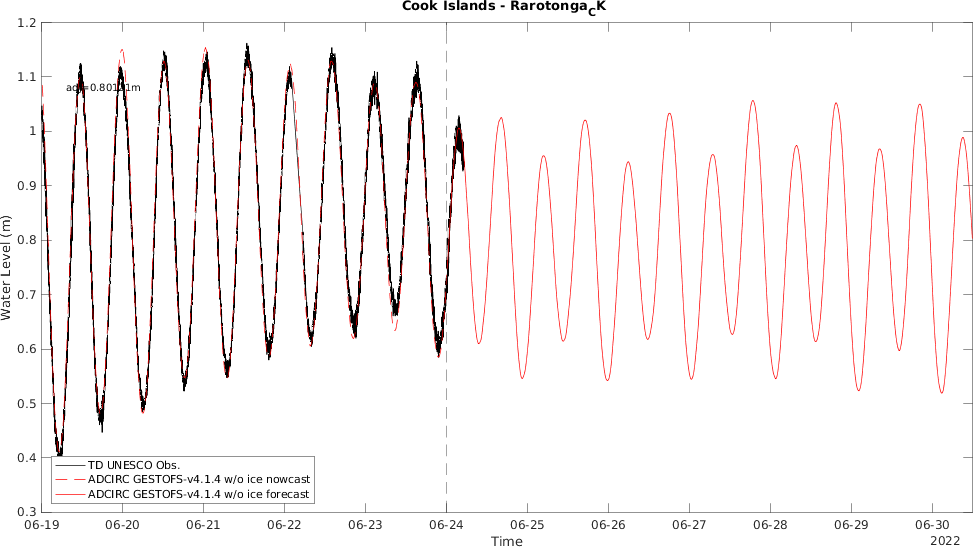 Cook Islands - Rarotonga_CK
1.2
1.1
1
0.9
0.8
0.7
0.6
0.5
0.4
0.3
Water Level (m)
TD UNESCO Obs.
ADCIRC GESTOFS-v4.1.4 w/o ice nowcast
ADCIRC GESTOFS-v4.1.4 w/o ice forecast
06-19 06-20 06-21 06-22 06-23 06-24 06-25 06-26 06-27 06-28 06-29 06-30
Time
2022